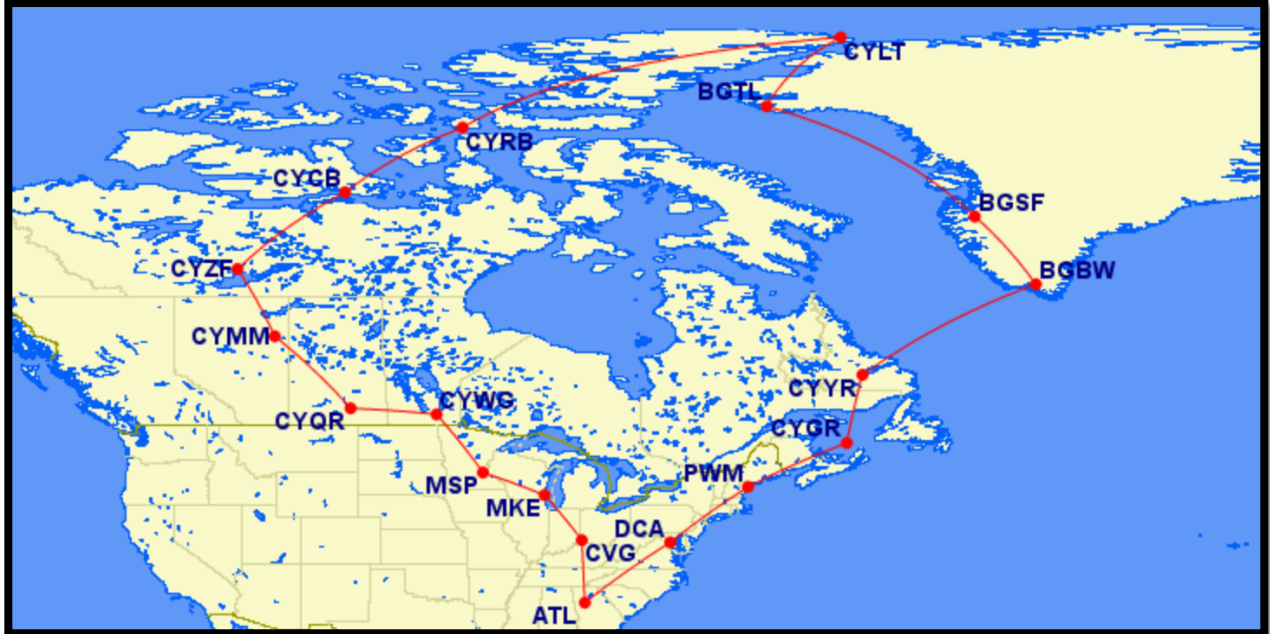 CYLT
BGTL
CYRB
CYCB
BGSF
CYZF
BGBW
CYMM
CYYR
CYWG
CYQR
CYGR
PWM
MSP
MKE
DCA
CVG
ATL